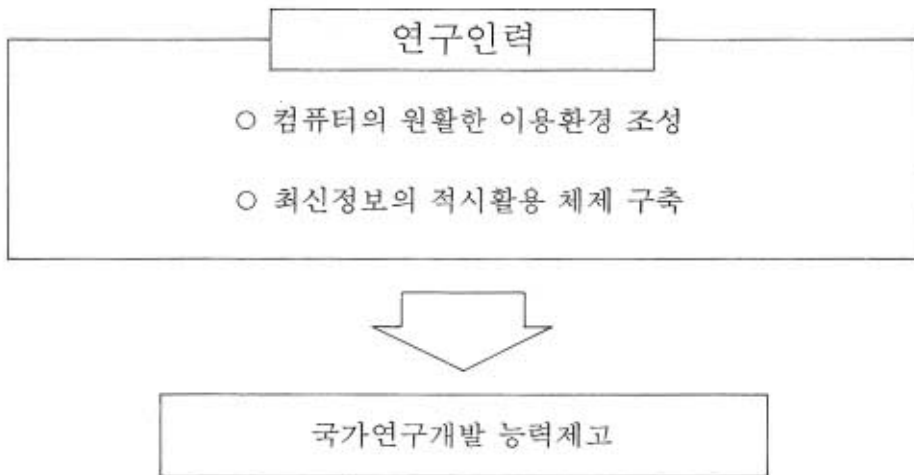 연구인력
○ 컴퓨터의 원활한 이용환경 조성
○ 최신정보의 적시활용 체제 구축
국가연구개발 능력제고